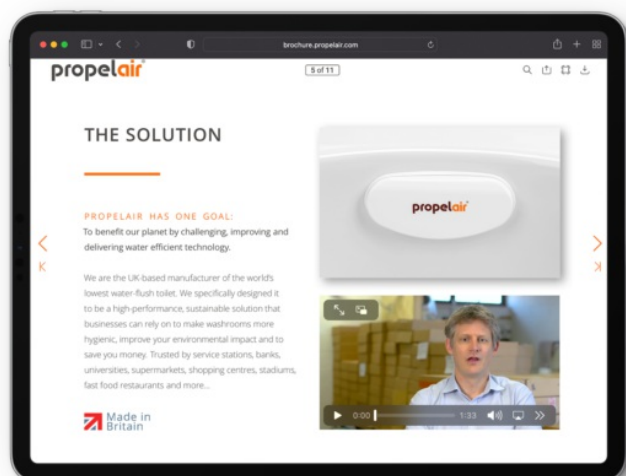 brochure.propelair.com
propelair
5 of 11
THE SOLUTION
PROPELAIR HAS ONE GOAL:
To benefit our planet by challenging, improving and
delivering water efficient technology.
We are the UK-based manufacturer of the world's
lowest water-flush toilet. We specifically designed it
to be a high-performance, sustainable solution that
businesses can rely on to make washrooms more
hygienic, improve your environmental impact and to
save you money. Trusted by service stations, banks,
universities, supermarkets, shopping centres, stadiums,
fast food restaurants and more...
Made in
Britain
propelair
0:00
1:33